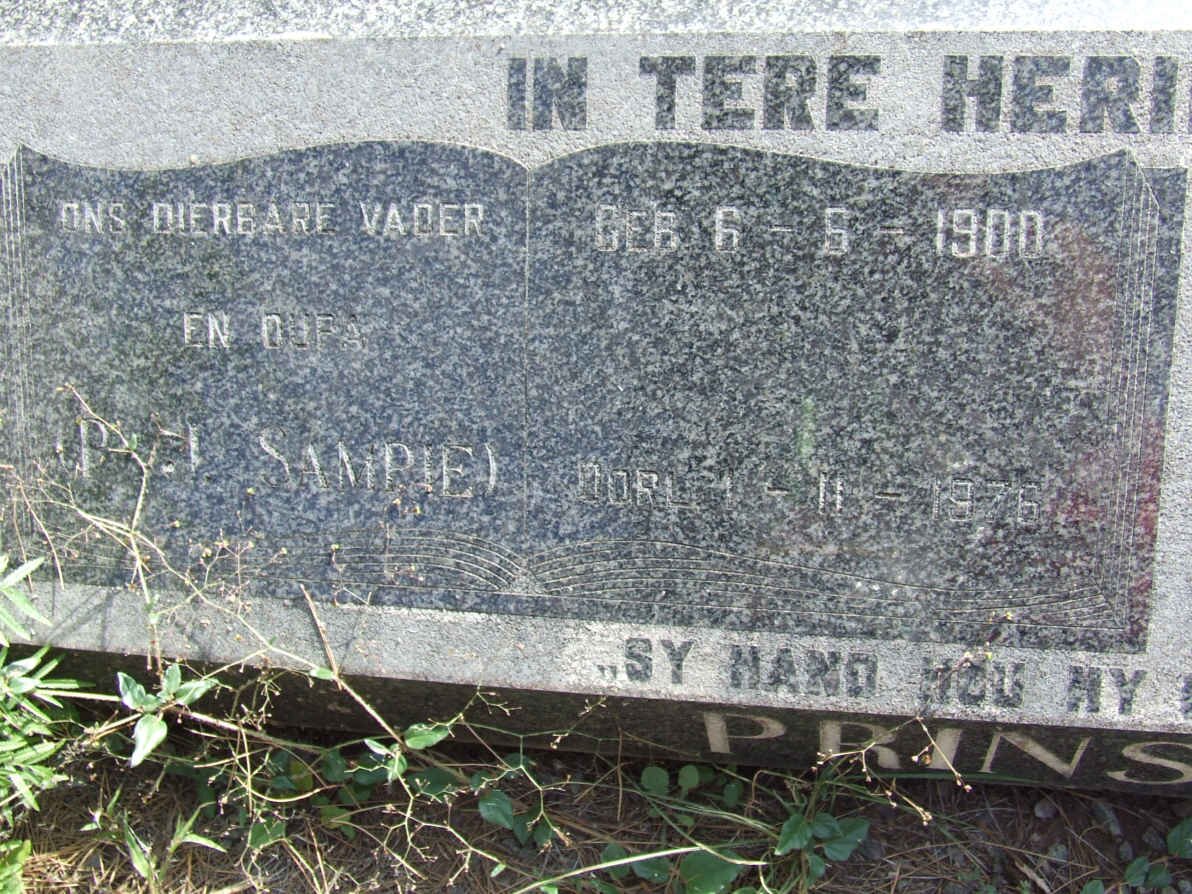 IN TERE HERI
ONS DIERBARE VADER
EN OUPA
SAMPIE)
GEB 6 - 6 - 1900
OORL 1 - 11 - 1976
„SY HAND HOU MY
PRINS